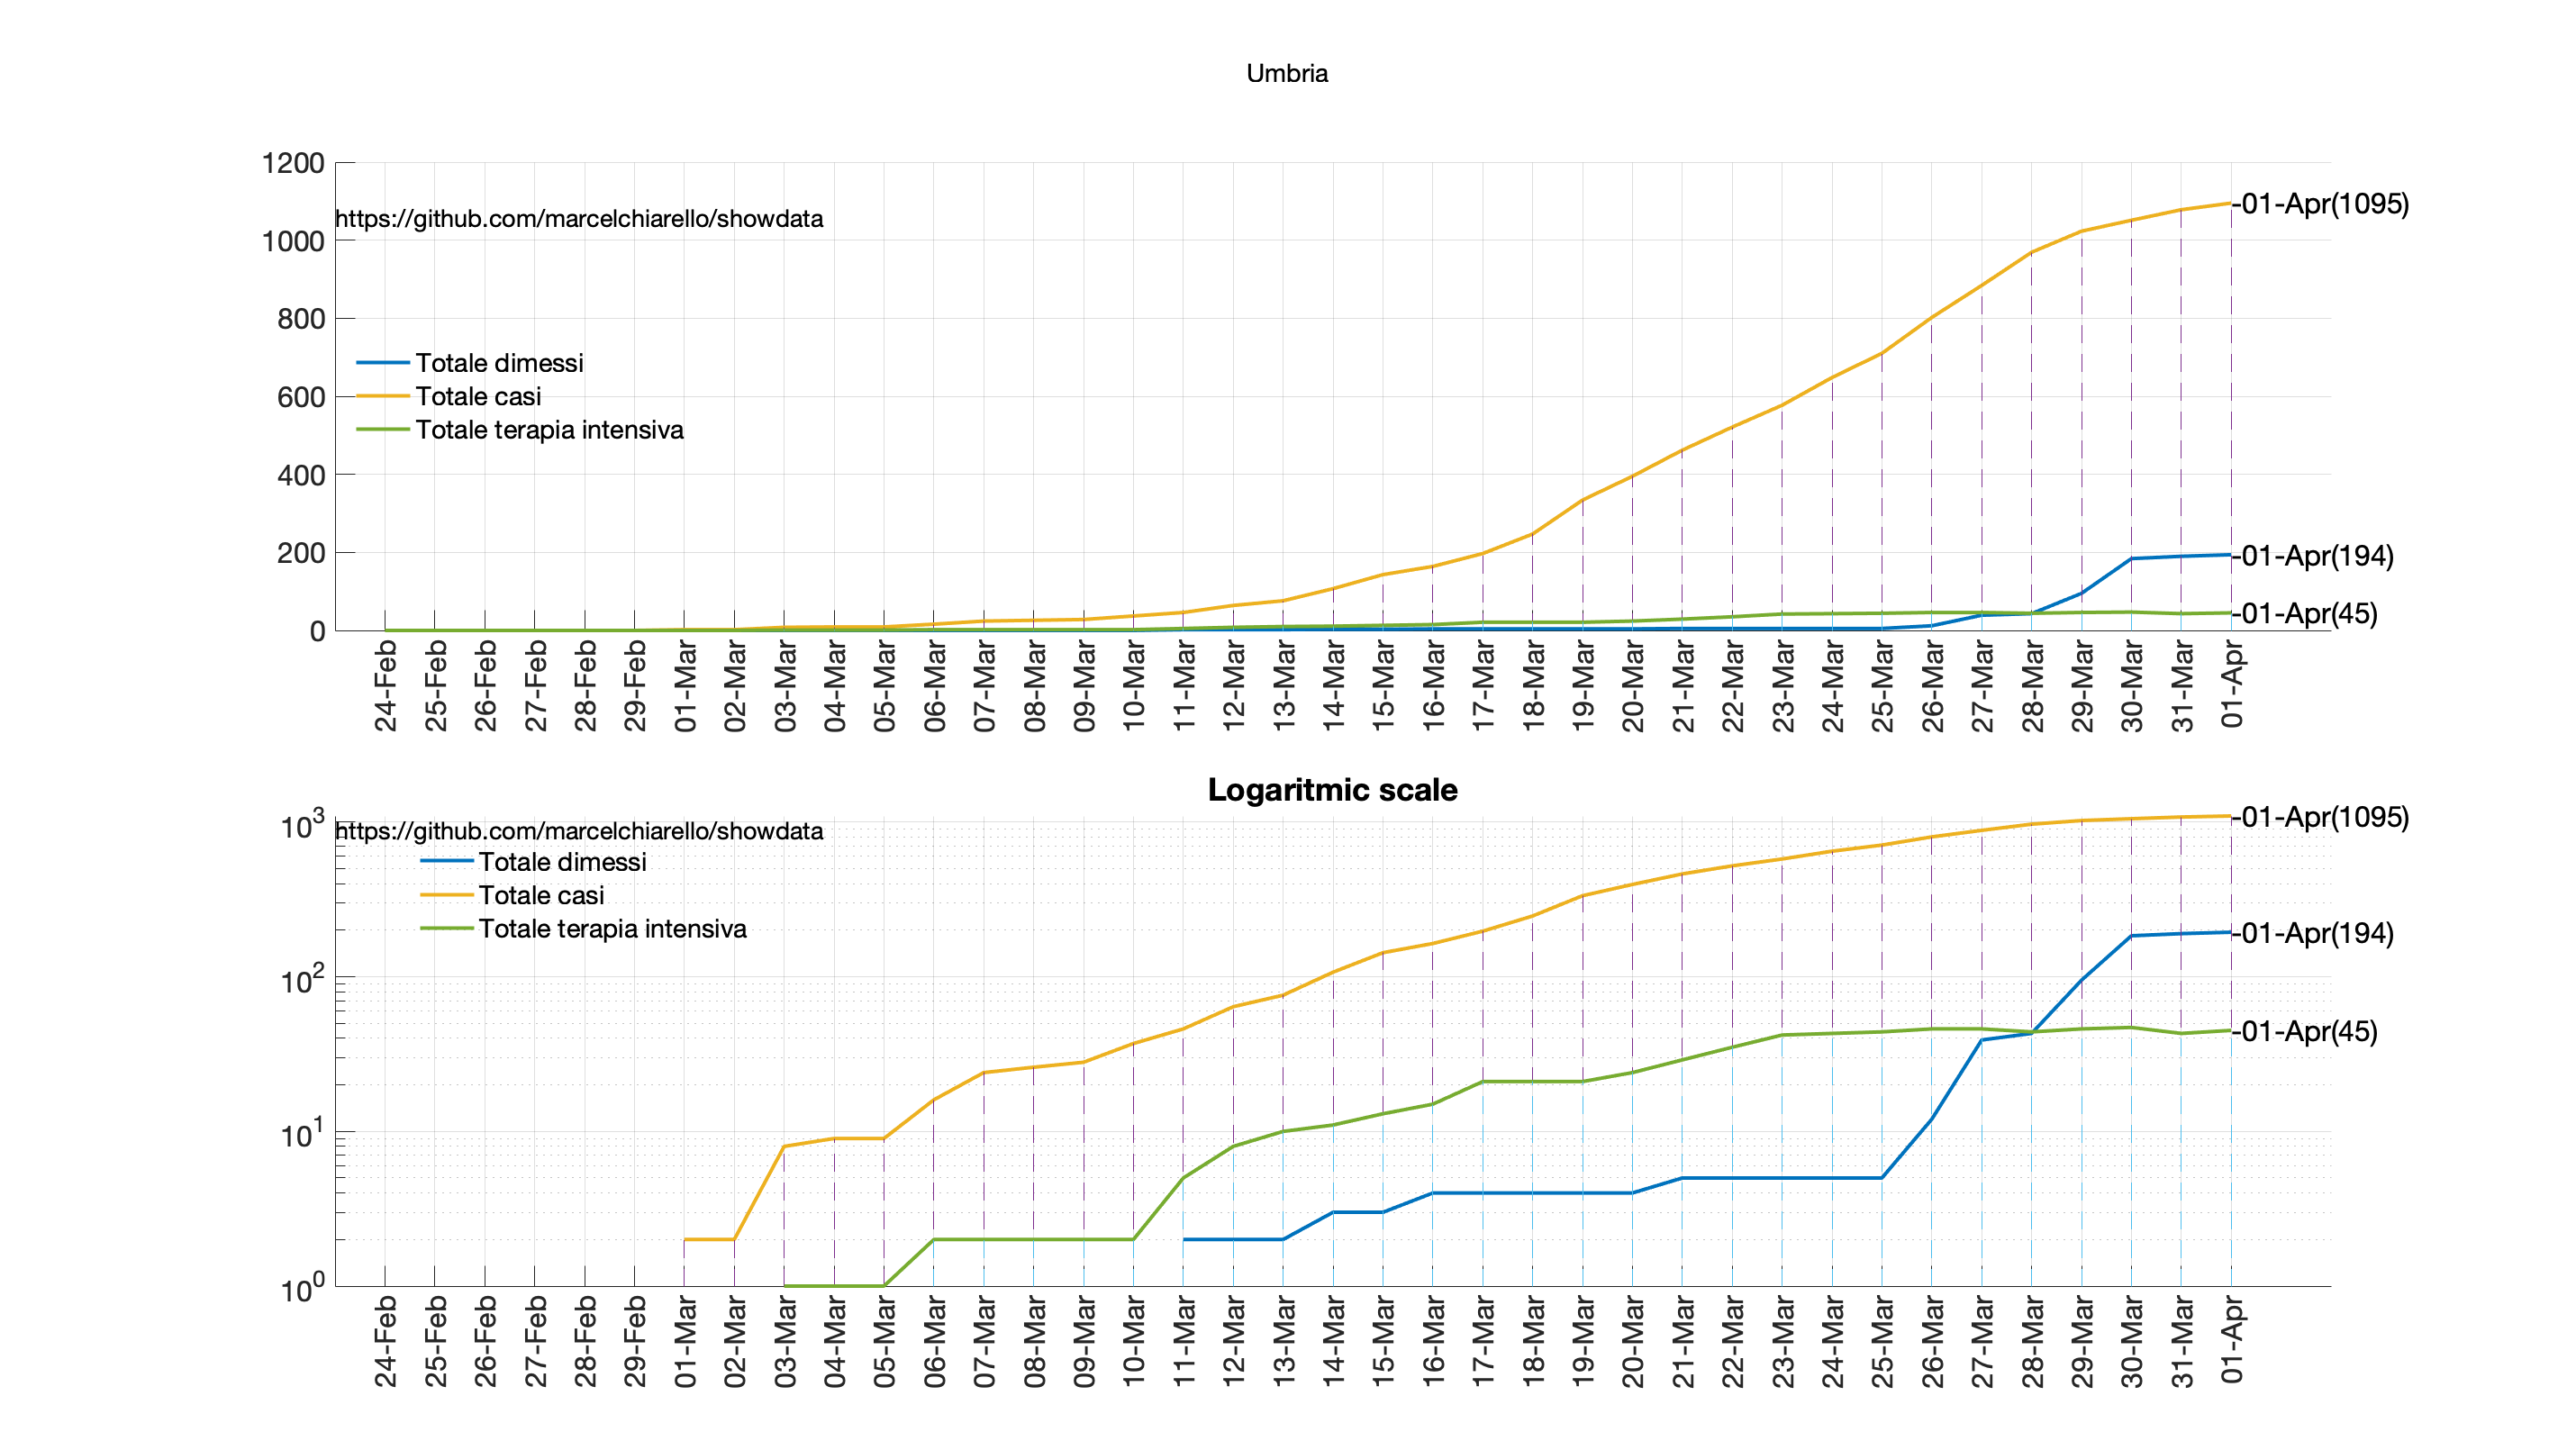 Umbria
1200
1000
800
600
400
200
0
https://github.com/marcelchiarello/showdata
Totale dimessi
Totale casi
Totale terapia intensiva
-01-Apr(1095)
-01-Apr(194)
-01-Apr(45)
24-Feb
25-Feb
26-Feb
27-Feb
28-Feb
29-Feb
01-Mar
02-Mar
03-Mar
04-Mar
05-Mar
06-Mar
07-Mar
08-Mar
09-Mar
10-Mar
11-Mar
12-Mar
13-Mar
14-Mar
15-Mar
16-Mar
17-Mar
18-Mar
19-Mar
20-Mar
21-Mar
22-Mar
23-Mar
24-Mar
25-Mar
26-Mar
27-Mar
28-Mar
29-Mar
30-Mar
31-Mar
01-Apr
Logaritmic scale
10^3
10^2
10^1
10^0
https://github.com/marcelchiarello/showdata
Totale dimessi
Totale casi
Totale terapia intensiva
-01-Apr(1095)
-01-Apr(194)
-01-Apr(45)
24-Feb
25-Feb
26-Feb
27-Feb
28-Feb
29-Feb
01-Mar
02-Mar
03-Mar
04-Mar
05-Mar
06-Mar
07-Mar
08-Mar
09-Mar
10-Mar
11-Mar
12-Mar
13-Mar
14-Mar
15-Mar
16-Mar
17-Mar
18-Mar
19-Mar
20-Mar
21-Mar
22-Mar
23-Mar
24-Mar
25-Mar
26-Mar
27-Mar
28-Mar
29-Mar
30-Mar
31-Mar
01-Apr